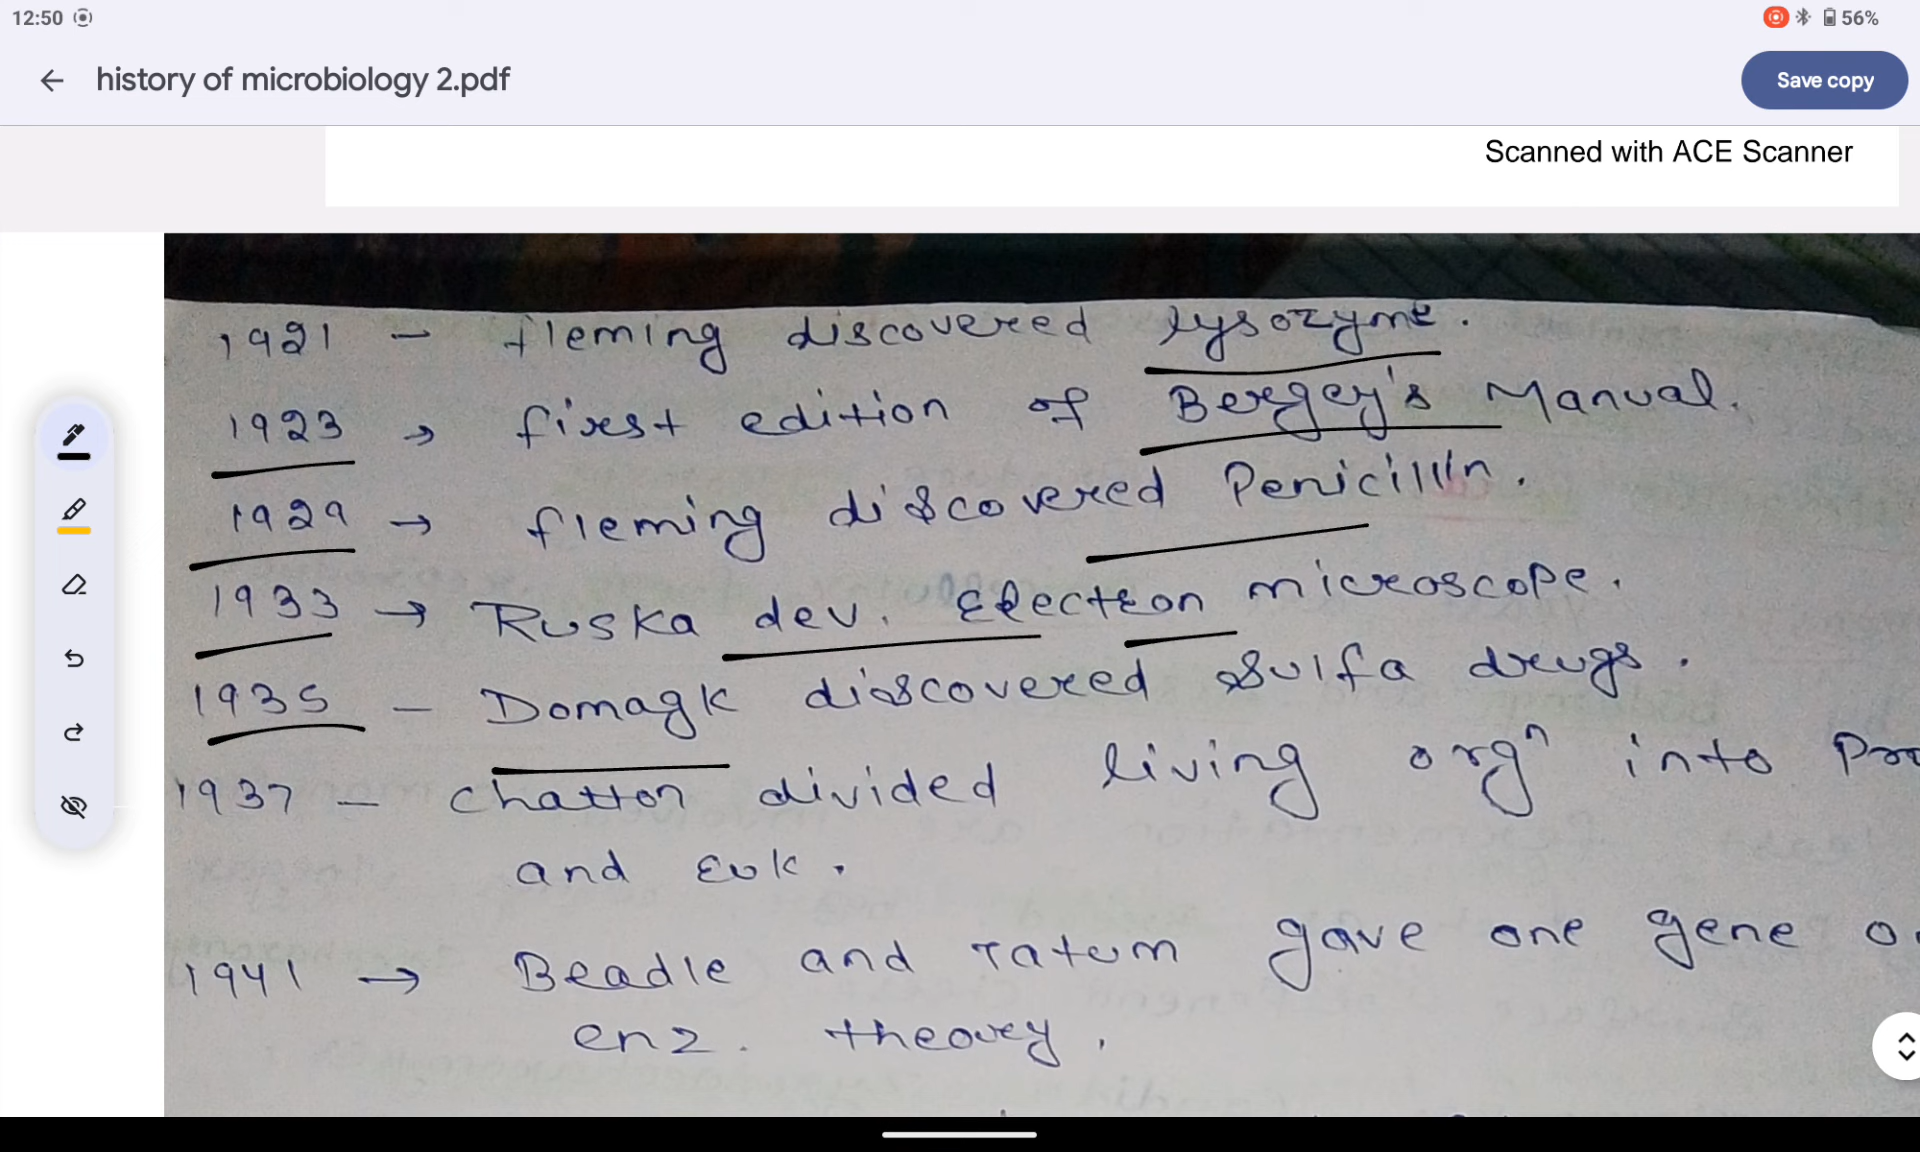 12:50
56%
history of microbiology 2.pdf
Save copy
Scanned with ACE Scanner
1921 - fleming discovered lysozyme.
1923 → first edition of Bergey's Manual.
1929 → fleming discovered Penicillin.
1933 → Ruska dev. Electron microscope.
1935 - Domagk discovered Sulfa drugs.
1937 - Chatton divided living orgⁿ into Pro
and Euk.
1941 → Beadle and Tatum gave one gene o
enz. theory.